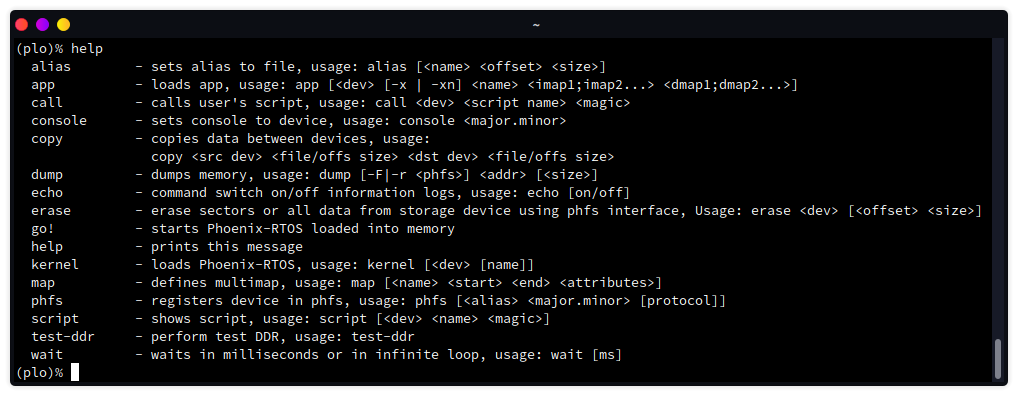 ~
(plo)% help
  alias        - sets alias to file, usage: alias [<name> <offset> <size>]
  app          - loads app, usage: app [<dev> [-x | -xn] <name> <imap1;imap2...> <dmap1;dmap2...>]
  call         - calls user's script, usage: call <dev> <script name> <magic>
  console      - sets console to device, usage: console <major.minor>
  copy         - copies data between devices, usage:
                 copy <src dev> <file/offs size> <dst dev> <file/offs size>
  dump         - dumps memory, usage: dump [-F|-r <phfs>] <addr> [<size>]
  echo         - command switch on/off information logs, usage: echo [on/off]
  erase        - erase sectors or all data from storage device using phfs interface, Usage: erase <dev> [<offset> <size>]
  go!          - starts Phoenix-RTOS loaded into memory
  help         - prints this message
  kernel       - loads Phoenix-RTOS, usage: kernel [<dev> [name]]
  map          - defines multimap, usage: map [<name> <start> <end> <attributes>]
  phfs         - registers device in phfs, usage: phfs [<alias> <major.minor> [protocol]]
  script       - shows script, usage: script [<dev> <name> <magic>]
  test-ddr     - perform test DDR, usage: test-ddr
  wait         - waits in milliseconds or in infinite loop, usage: wait [ms]
(plo)%